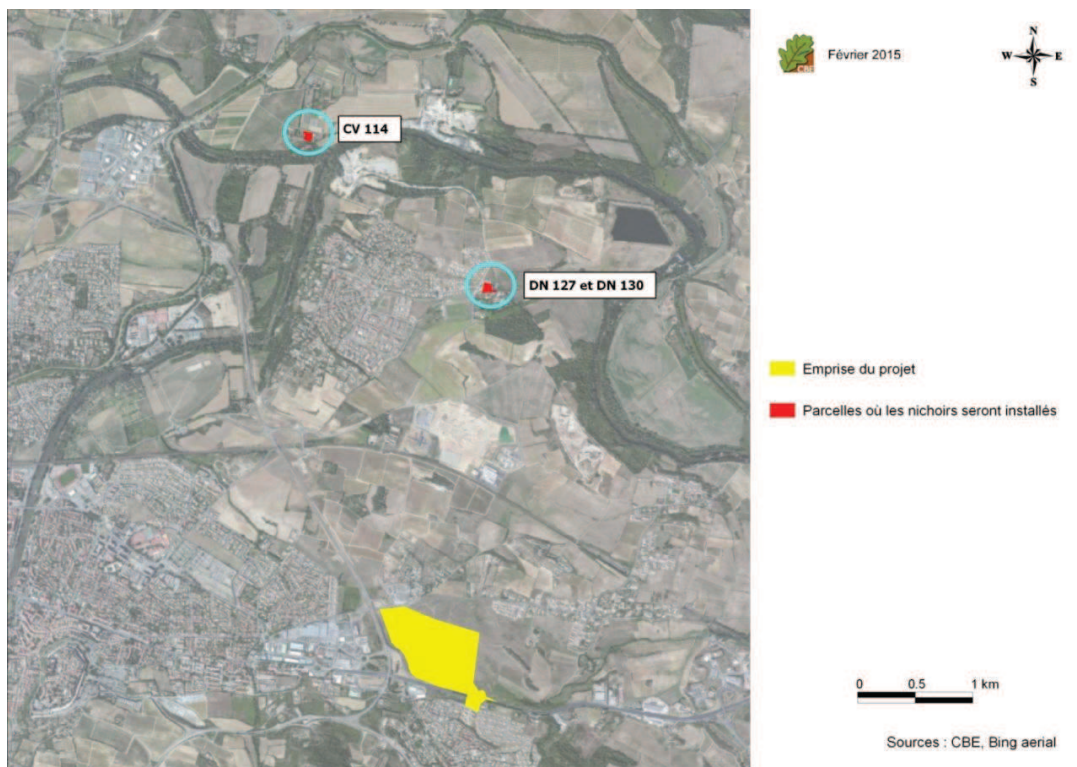 CBE
Février 2015
N
W E
S
CV 114
DN 127 et DN 130
Emprise du projet
Parcelles où les nichoirs seront installés
0 0.5 1 km
Sources : CBE, Bing aerial